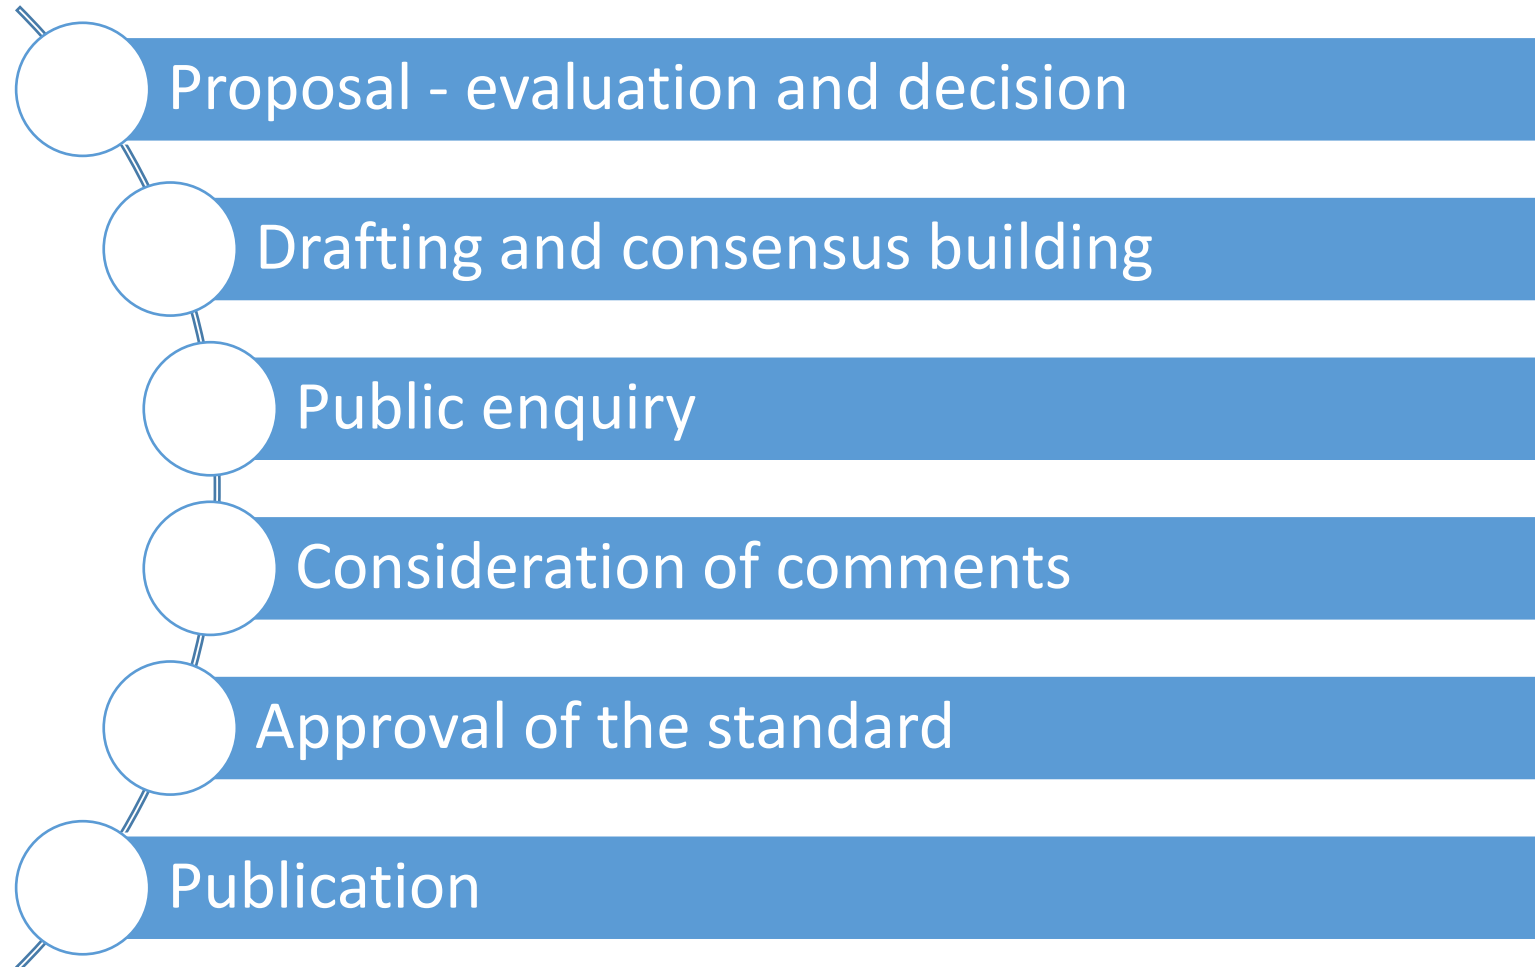 Proposal - evaluation and decision
Drafting and consensus building
Public enquiry
Consideration of comments
Approval of the standard
Publication